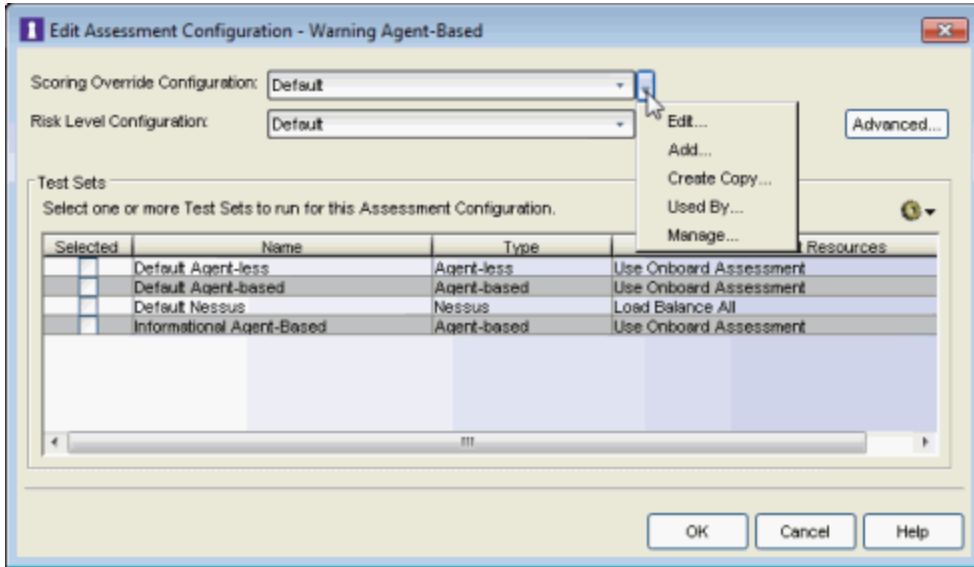 Edit Assessment Configuration - Warning Agent-Based
Scoring Override Configuration: Default
Risk Level Configuration: Default
Edit...
Advanced...
Add...
Create Copy...
Used By...
Manage...
Test Sets
Select one or more Test Sets to run for this Assessment Configuration.
Selected Name Type Resources
Default Agent-less Agent-less Use Onboard Assessment
Default Agent-based Agent-based Use Onboard Assessment
Default Nessus Nessus Load Balance All
Informational Agent-Based Agent-based Use Onboard Assessment
OK Cancel Help